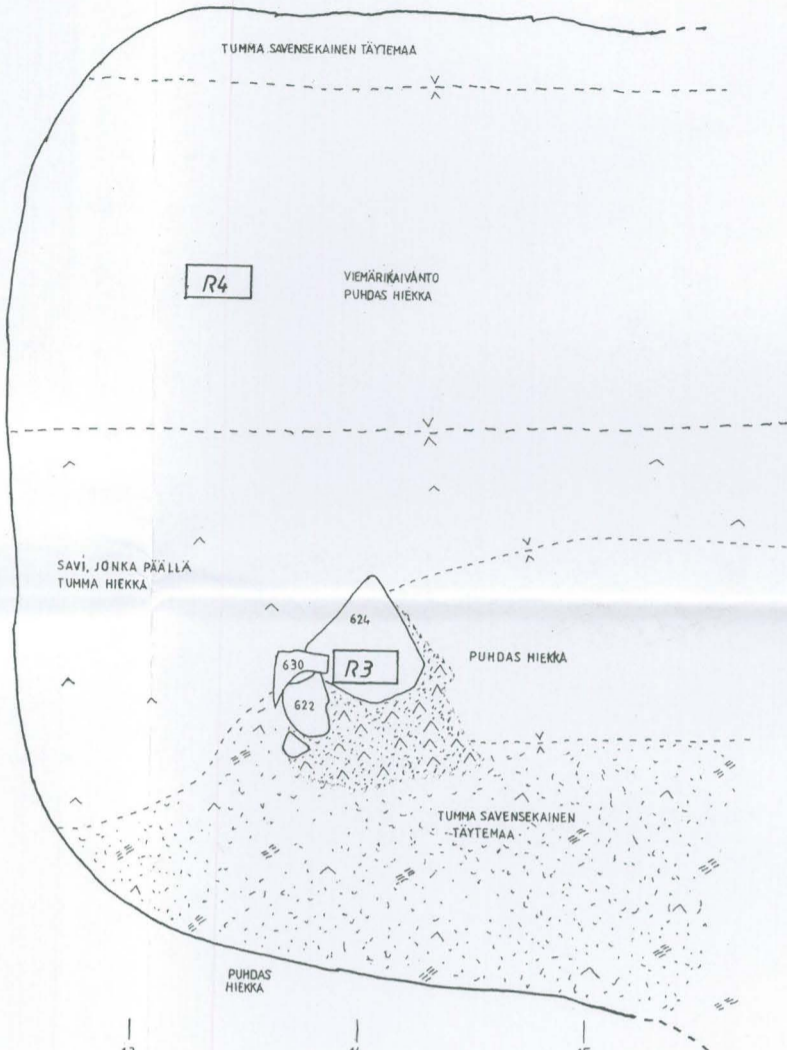 TUMMA SAVENSEKAINEN TÄYTEMAA
R4
VIEMÄRIKAIVANTO
PUHDAS HIEKKA
SAVI, JONKA PÄÄLLÄ
TUMMA HIEKKA
624
630
R3
PUHDAS HIEKKA
622
TUMMA SAVENSEKAINEN
TÄYTEMAA
PUHDAS
HIEKKA